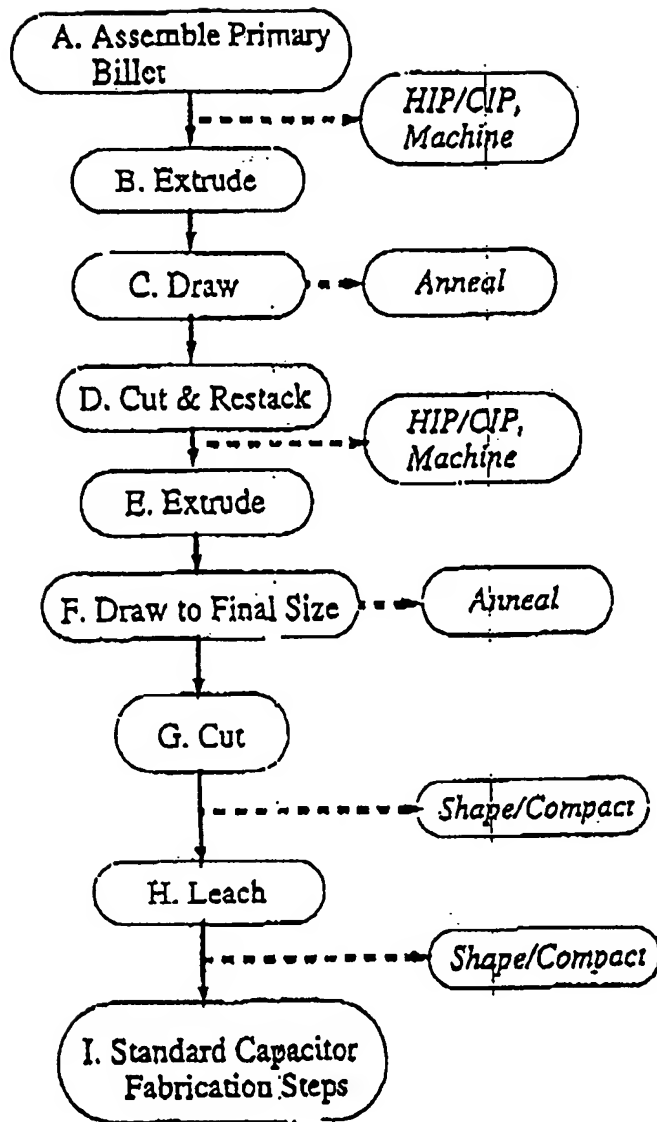 A. Assemble Primary
Billet
HIP/CIP,
Machine
B. Extrude
C. Draw
Anneal
D. Cut & Restack
HIP/CIP,
Machine
E. Extrude
F. Draw to Final Size
Anneal
G. Cut
Shape/Compact
H. Leach
Shape/Compact
I. Standard Capacitor
Fabrication Steps